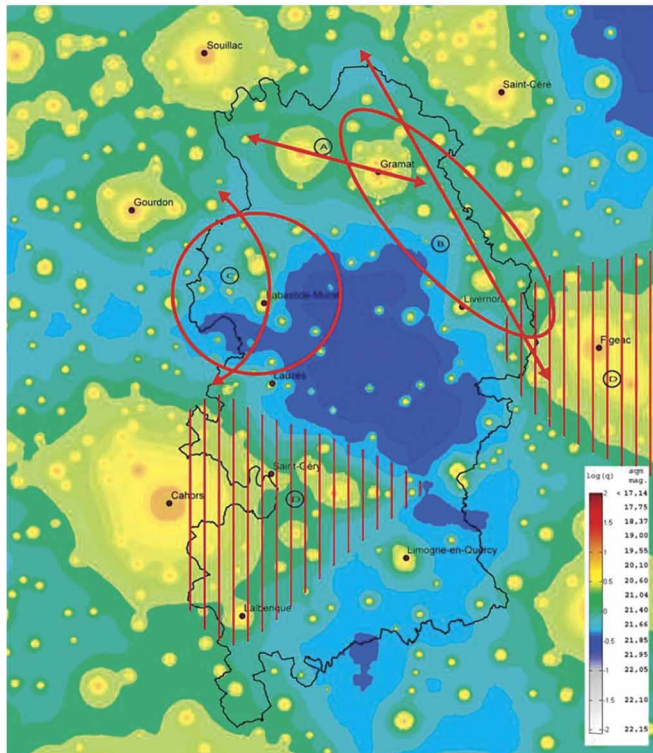 Souillac
Saint-Céré
A
Gramat
Gourdon
B
C
Labastide-Murat
Livernon
Figeac
D
Lauzès
Saint-Géry
D
Cahors
Limogne-en-Quercy
Lalbenque
Log(q)
sqm
mag.
2
< 17,14
17,75
1.5
18,37
1
19,00
19,55
0.5
20,10
20,60
0
21,04
21,40
-0.5
21,66
21,85
-1
21,95
22,05
-1.5
22,10
-2
22,15